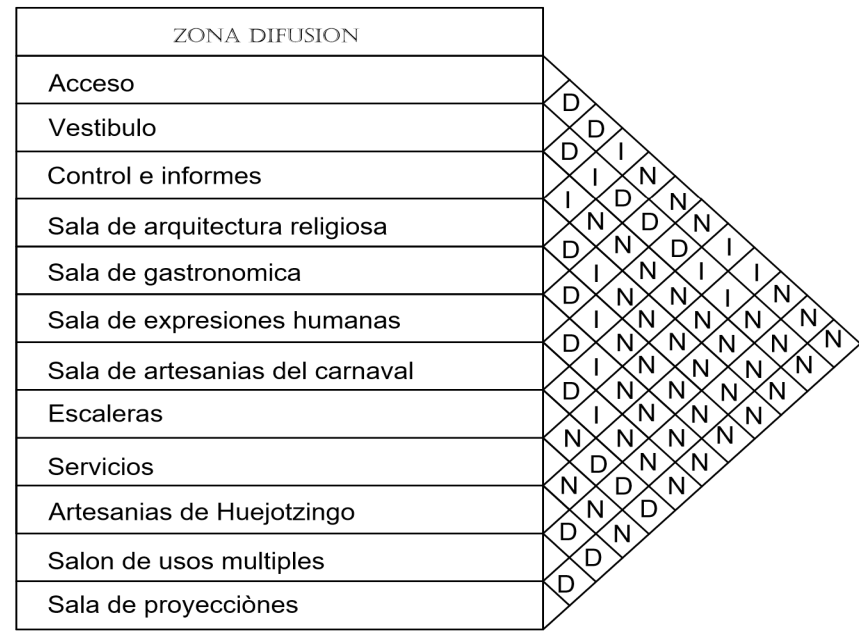 ZONA DIFUSION
Acceso
D
Vestibulo D
D I
Control e informes I N
I D N
Sala de arquitectura religiosa N D N
D N D I
Sala de gastronomica I N I I
D N N I N
Sala de expresiones humanas I N N N N
D N N N N N
Sala de artesanias del carnaval I N N N N
D N N N N
Escaleras I N N N
N N N N
Servicios D N N
N D N
Artesanias de Huejotzingo N D
D N
Salon de usos multiples D
D
Sala de proyecciònes